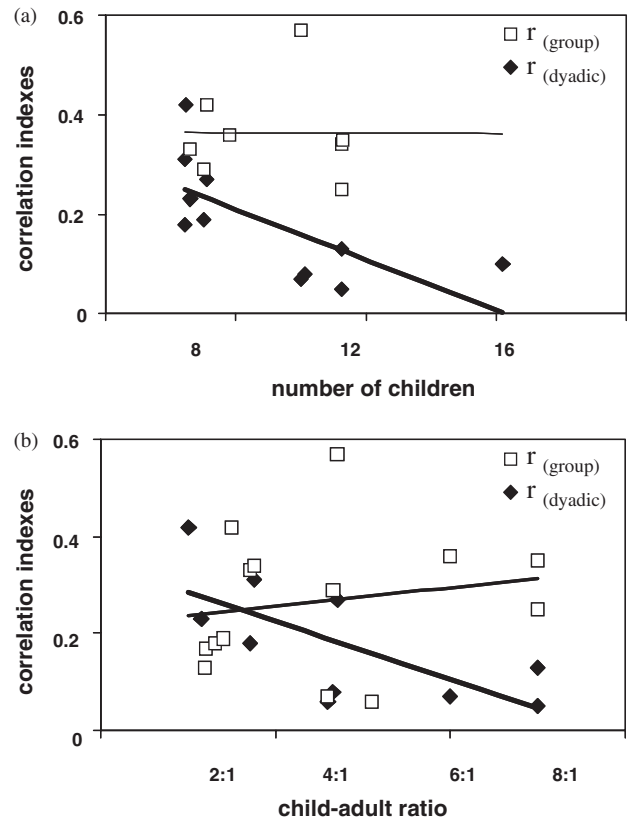 (a)
0.6
r (group)
r (dyadic)
0.4
0.2
0
correlation indexes
8 12 16
number of children
(b)
0.6
r (group)
r (dyadic)
0.4
0.2
0
correlation indexes
2:1 4:1 6:1 8:1
child-adult ratio